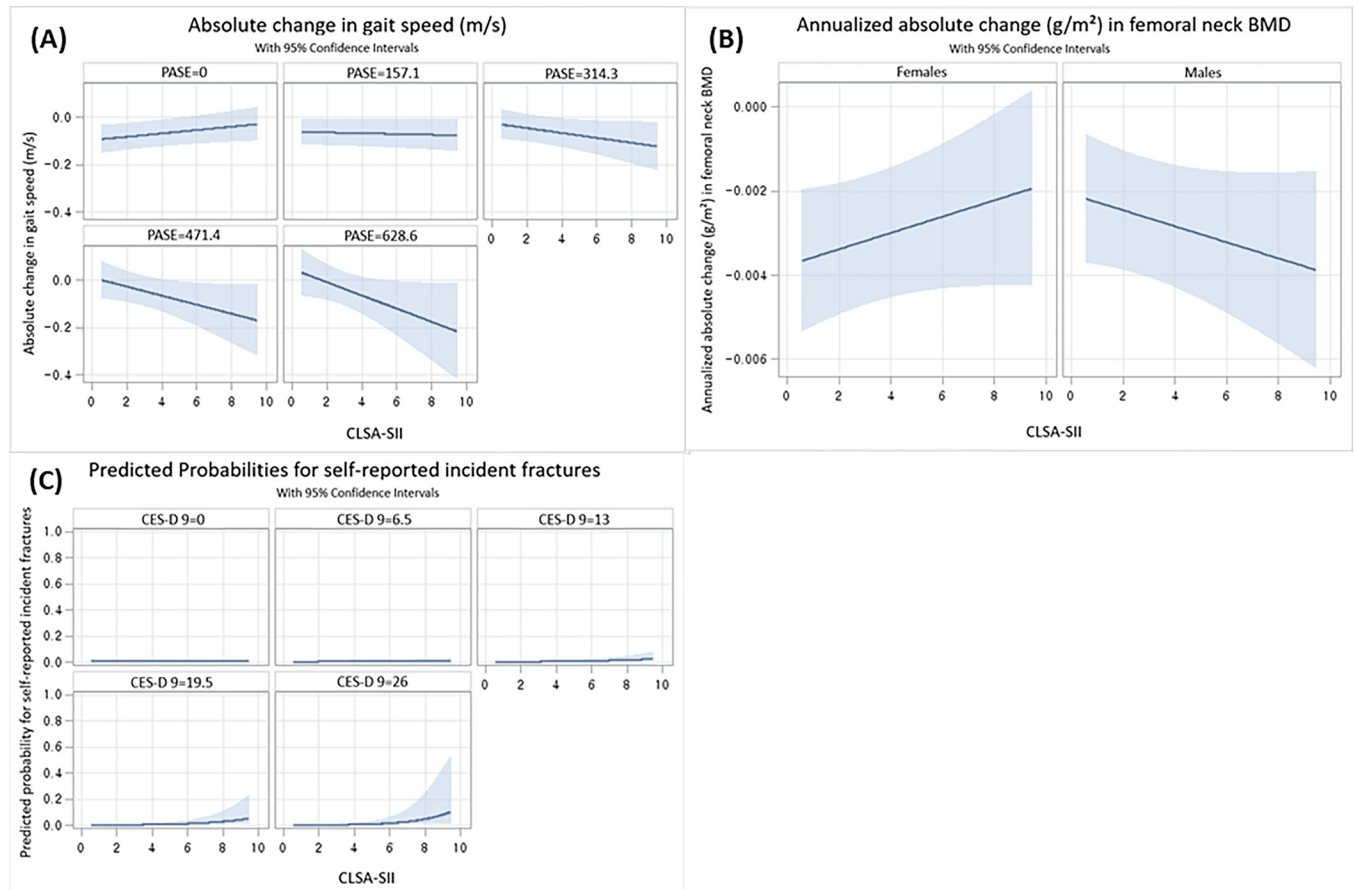 (A)
Absolute change in gait speed (m/s)
With 95% Confidence Intervals
PASE=0
PASE=157.1
PASE=314.3
Absolute change in gait speed (m/s)
0.0
−0.2
−0.4
0 2 4 6 8 10
PASE=471.4
PASE=628.6
0.0
−0.2
−0.4
0 2 4 6 8 10
0 2 4 6 8 10
CLSA-SII
(B)
Annualized absolute change (g/m²) in femoral neck BMD
With 95% Confidence Intervals
Females
Males
Annualized absolute change (g/m²) in femoral neck BMD
0.000
−0.002
−0.004
−0.006
0 2 4 6 8 10
0 2 4 6 8 10
CLSA-SII
(C)
Predicted Probabilities for self-reported incident fractures
With 95% Confidence Intervals
CES-D 9=0
CES-D 9=6.5
CES-D 9=13
Predicted probability for self-reported incident fractures
1.0
0.8
0.6
0.4
0.2
0.0
0 2 4 6 8 10
CES-D 9=19.5
CES-D 9=26
1.0
0.8
0.6
0.4
0.2
0.0
0 2 4 6 8 10
0 2 4 6 8 10
CLSA-SII